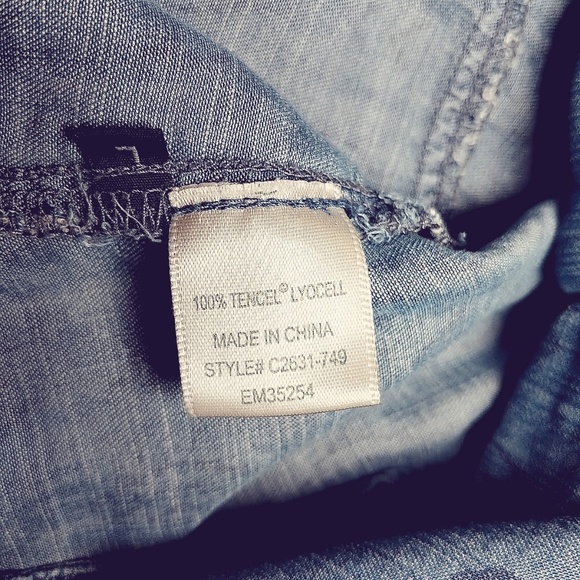 L
100% TENCEL® LYOCELL
MADE IN CHINA
STYLE# C2631-749
EM35254